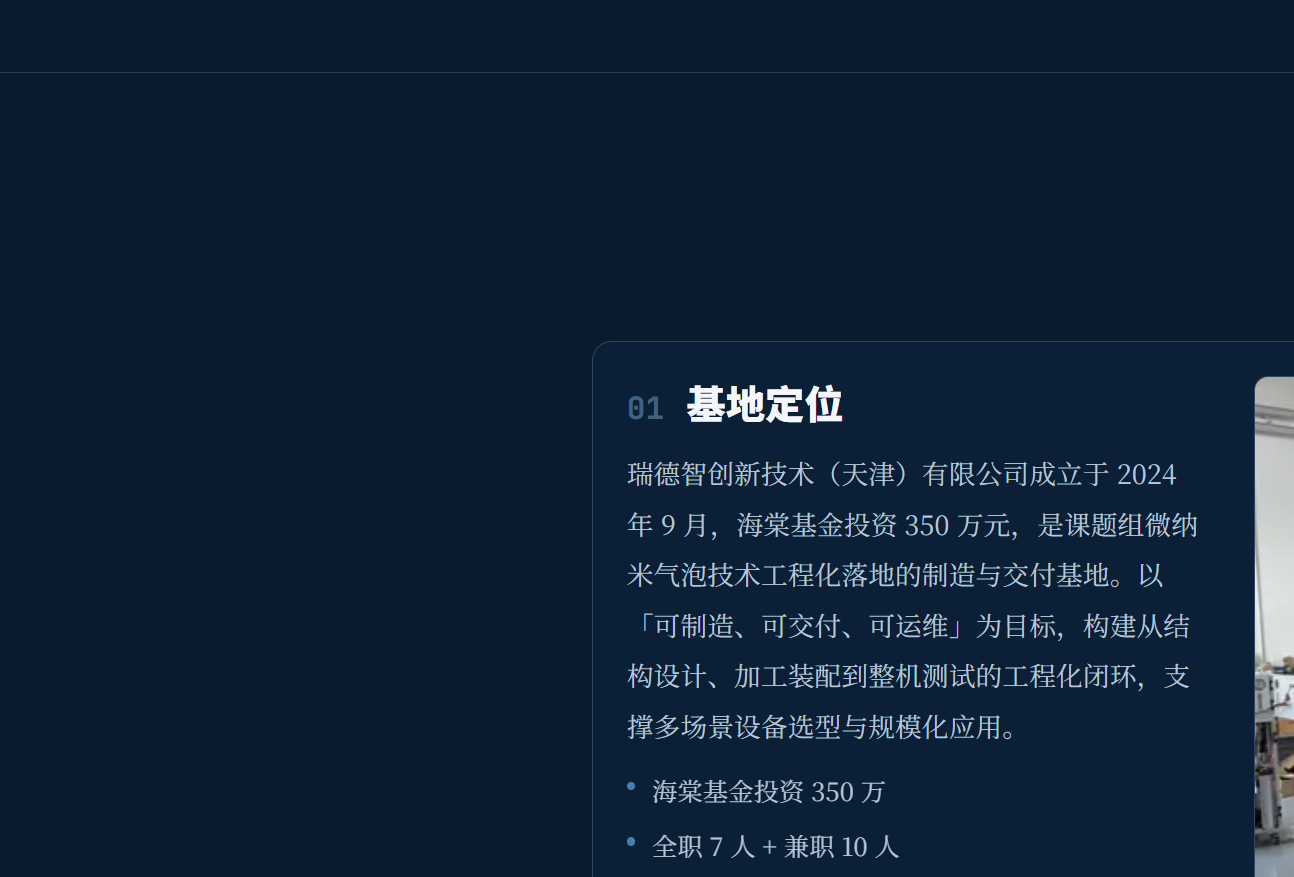 01 基地定位
瑞德智创新技术（天津）有限公司成立于 2024
年 9 月，海棠基金投资 350 万元，是课题组微纳
米气泡技术工程化落地的制造与交付基地。以
「可制造、可交付、可运维」为目标，构建从结
构设计、加工装配到整机测试的工程化闭环，支
撑多场景设备选型与规模化应用。
海棠基金投资 350 万
全职 7 人 + 兼职 10 人